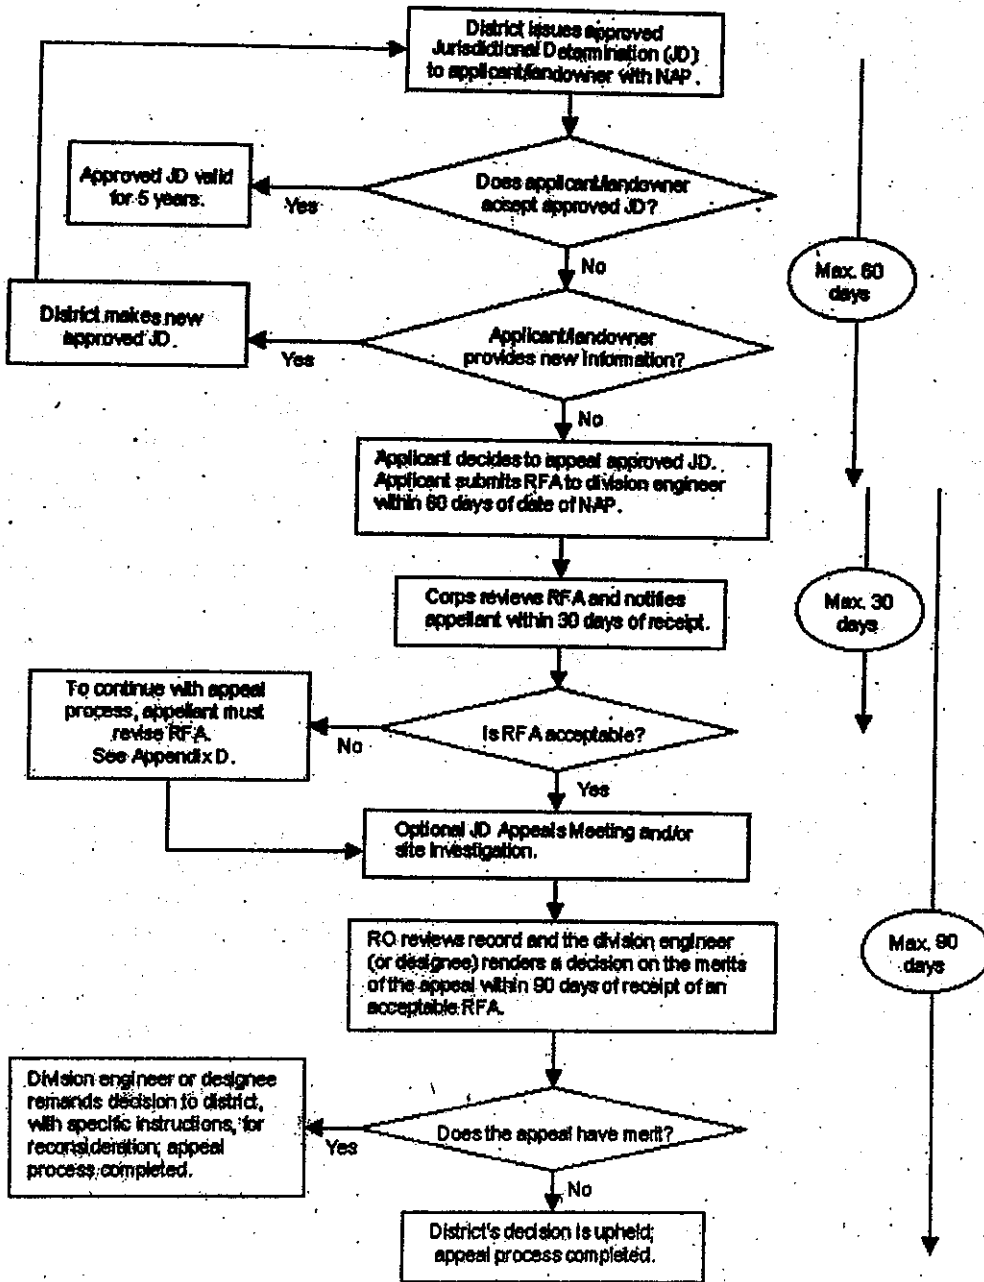 District issues approved
Jurisdictional Determination (JD)
to applicant/landowner with NAP.
Approved JD valid
for 5 years.
Yes
Does applicant/landowner
accept approved JD?
No
Max. 60
days
District makes new
approved JD.
Yes
Applicant/landowner
provides new information?
No
Applicant decides to appeal approved JD.
Applicant submits RFA to division engineer
within 60 days of date of NAP.
Corps reviews RFA and notifies
appellant within 30 days of receipt.
Max. 30
days
To continue with appeal
process, appellant must
revise RFA.
See Appendix D.
No
Is RFA acceptable?
Yes
Optional JD Appeals Meeting and/or
site investigation.
RO reviews record and the division engineer
(or designee) renders a decision on the merits
of the appeal within 90 days of receipt of an
acceptable RFA.
Max. 90
days
Division engineer or designee
remands decision to district,
with specific instructions, for
reconsideration; appeal
process completed.
Yes
Does the appeal have merit?
No
District's decision is upheld;
appeal process completed.